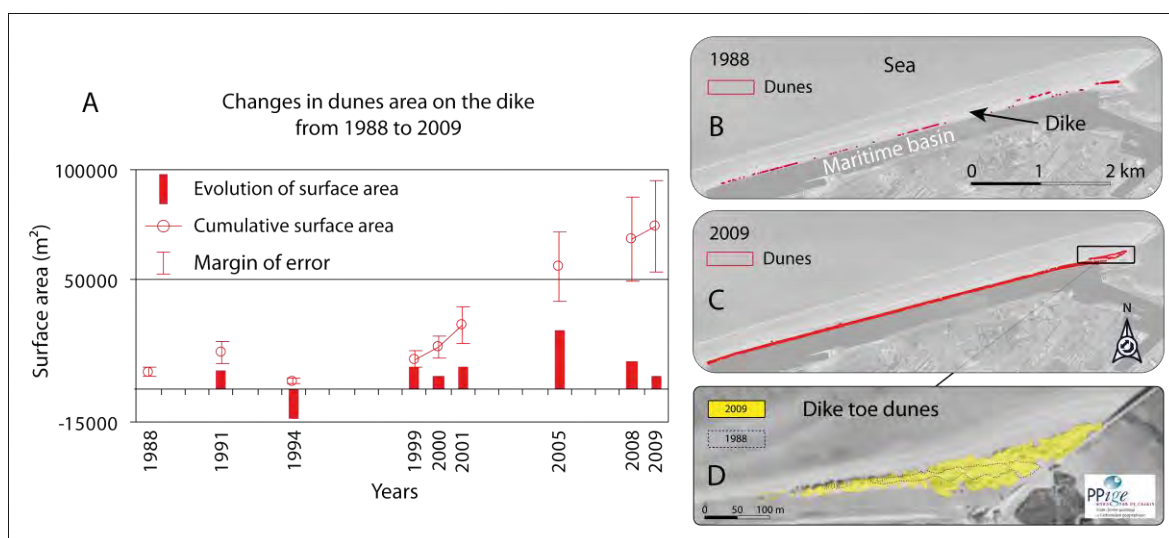 A
Changes in dunes area on the dike
from 1988 to 2009
Surface area (m²)
100000
50000
-15000
Evolution of surface area
Cumulative surface area
Margin of error
1988
1991
1994
1999
2000
2001
2005
2008
2009
Years
1988
Dunes
B
Sea
Dike
Maritime basin
0 1 2 km
2009
Dunes
C
N
2009
1988
Dike toe dunes
D
0 50 100 m
PPige